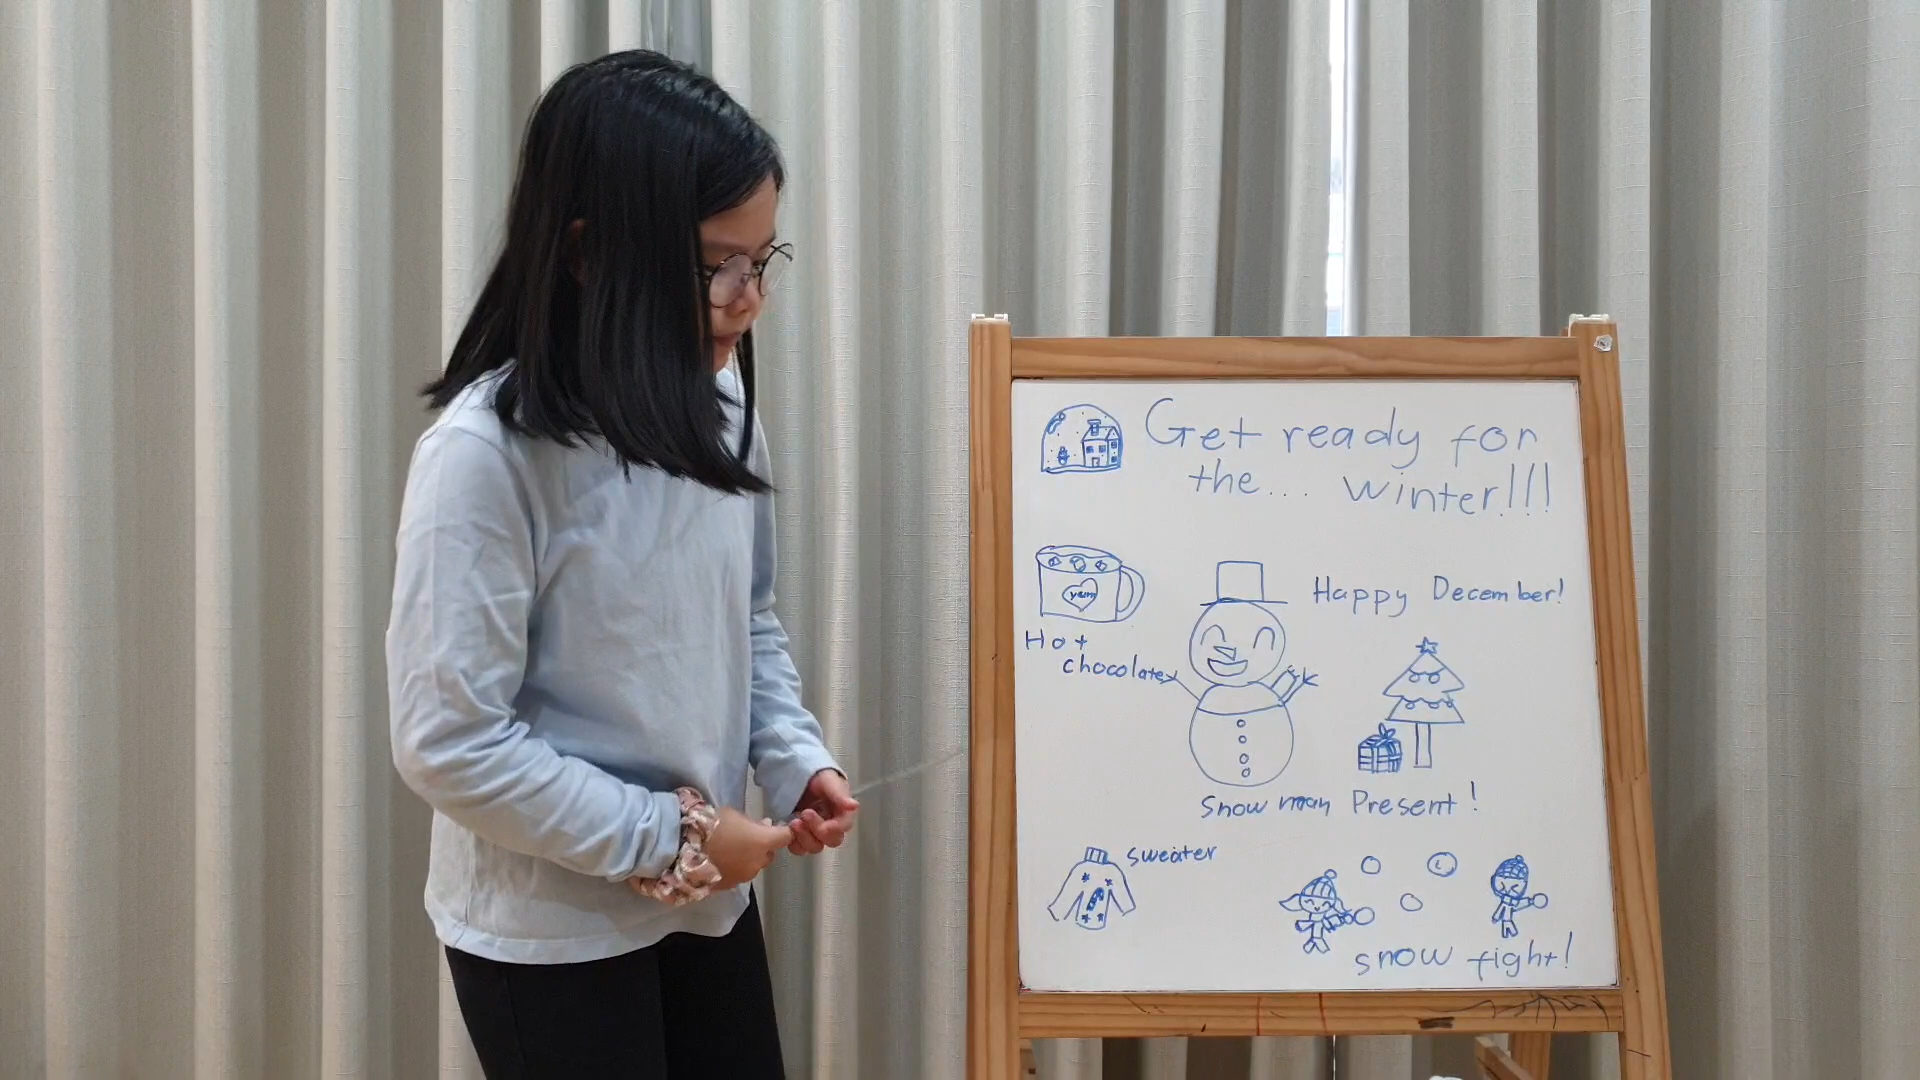 Get ready for
the... winter!!!
yum
Hot
chocolate
Happy December!
Snow man
Present!
sweater
snow fight!